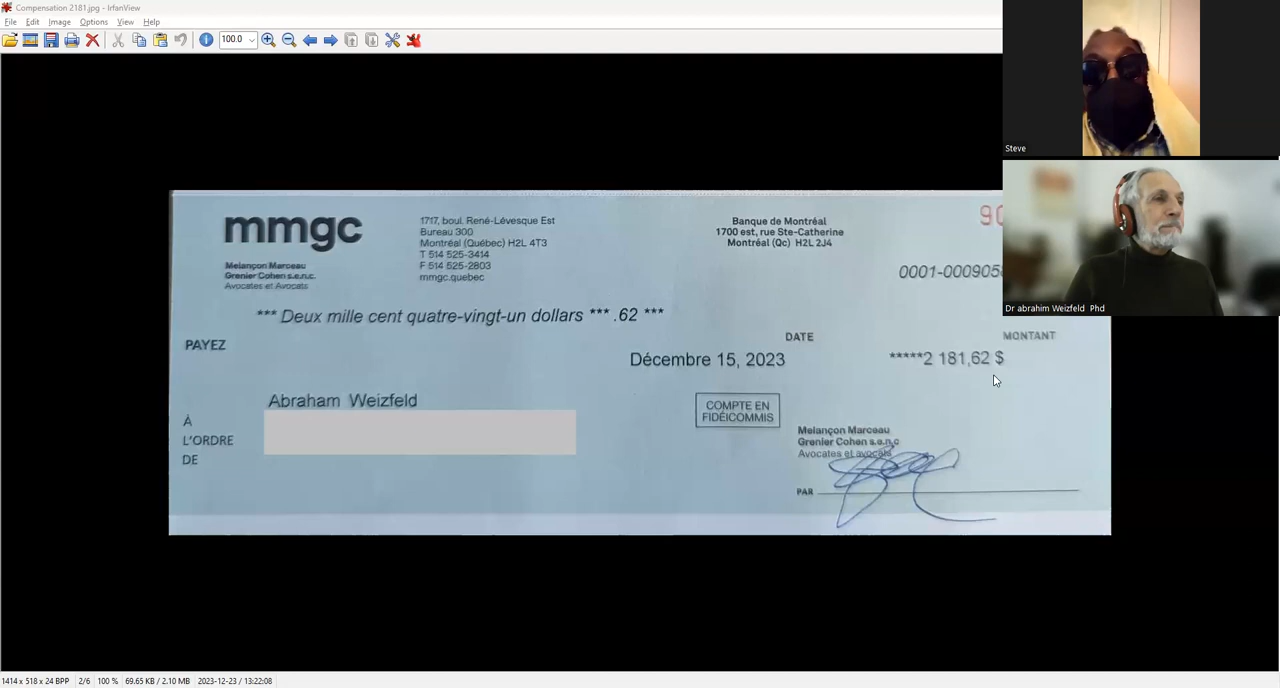 Compensation 2181.jpg - IrfanView
File Edit Image Options View Help
100.0
Steve
Dr abrahim Weizfeld Phd
mmgc
Melançon Marceau
Grenier Cohen s.e.n.c.
Avocates et Avocats
1717, boul. René-Lévesque Est
Bureau 300
Montréal (Québec) H2L 4T3
T 514 525-3414
F 514 525-2803
mmgc.quebec
Banque de Montréal
1700 est, rue Ste-Catherine
Montréal (Qc) H2L 2J4
90
0001-000905
*** Deux mille cent quatre-vingt-un dollars *** .62 ***
PAYEZ
DATE
MONTANT
Décembre 15, 2023
*****2 181,62 $
Abraham Weizfeld
À
L'ORDRE
DE
COMPTE EN
FIDÉICOMMIS
Melançon Marceau
Grenier Cohen s.e.n.c
Avocates et avocats
PAR
1414 x 518 x 24 BPP 2/6 100 % 69.65 KB / 2.10 MB 2023-12-23 / 13:22:08